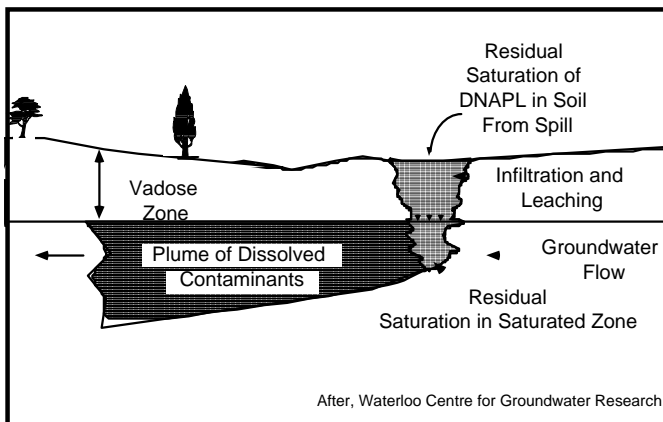 Residual
Saturation of
DNAPL in Soil
From Spill
Infiltration and
Leaching
Vadose
Zone
Plume of Dissolved
Contaminants
Groundwater
Flow
Residual
Saturation in Saturated Zone
After, Waterloo Centre for Groundwater Research